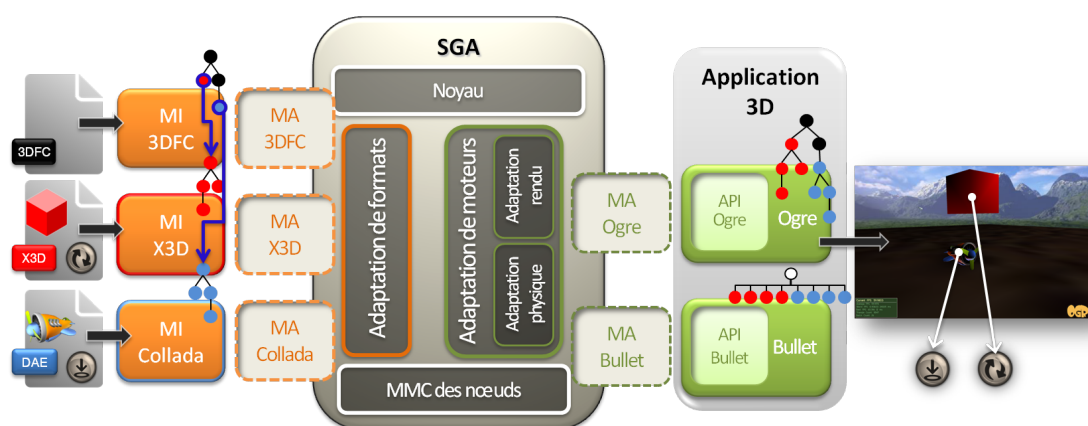 3DFC
X3D
DAE
MI
3DFC
MI
X3D
MI
Collada
MA
3DFC
MA
X3D
MA
Collada
SGA
Noyau
Adaptation de formats
Adaptation de moteurs
Adaptation
rendu
Adaptation
physique
MMC des nœuds
MA
Ogre
MA
Bullet
Application
3D
API
Ogre
Ogre
API
Bullet
Bullet